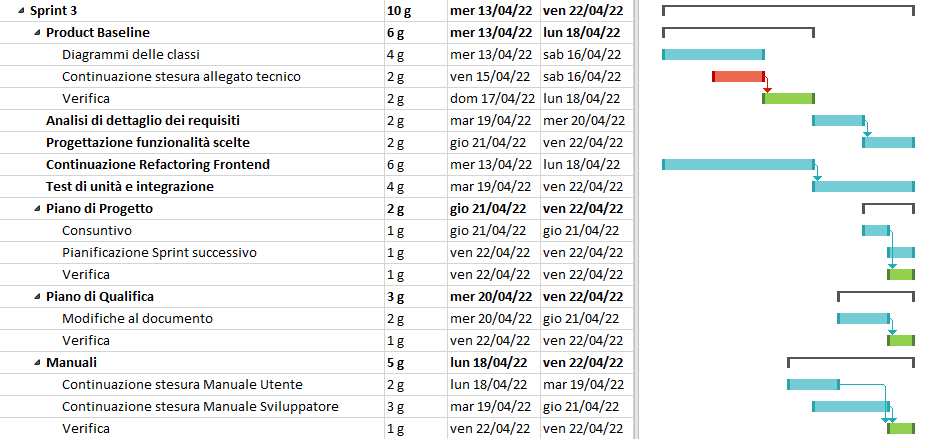 Sprint 3 10 g mer 13/04/22 ven 22/04/22
Product Baseline 6 g mer 13/04/22 lun 18/04/22
Diagrammi delle classi 4 g mer 13/04/22 sab 16/04/22
Continuazione stesura allegato tecnico 2 g ven 15/04/22 sab 16/04/22
Verifica 2 g dom 17/04/22 lun 18/04/22
Analisi di dettaglio dei requisiti 2 g mar 19/04/22 mer 20/04/22
Progettazione funzionalità scelte 2 g gio 21/04/22 ven 22/04/22
Continuazione Refactoring Frontend 6 g mer 13/04/22 lun 18/04/22
Test di unità e integrazione 4 g mar 19/04/22 ven 22/04/22
Piano di Progetto 2 g gio 21/04/22 ven 22/04/22
Consuntivo 1 g gio 21/04/22 gio 21/04/22
Pianificazione Sprint successivo 1 g ven 22/04/22 ven 22/04/22
Verifica 1 g ven 22/04/22 ven 22/04/22
Piano di Qualifica 3 g mer 20/04/22 ven 22/04/22
Modifiche al documento 2 g mer 20/04/22 gio 21/04/22
Verifica 1 g ven 22/04/22 ven 22/04/22
Manuali 5 g lun 18/04/22 ven 22/04/22
Continuazione stesura Manuale Utente 2 g lun 18/04/22 mar 19/04/22
Continuazione stesura Manuale Sviluppatore 3 g mar 19/04/22 gio 21/04/22
Verifica 1 g ven 22/04/22 ven 22/04/22